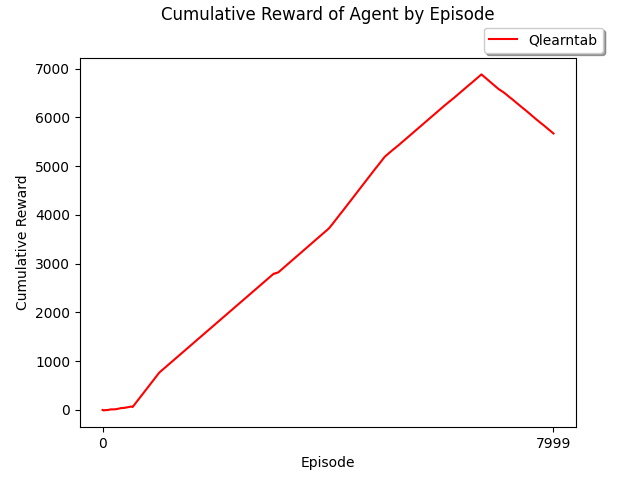 Cumulative Reward of Agent by Episode
Qlearntab
7000
6000
5000
4000
3000
2000
1000
0
Cumulative Reward
0 7999
Episode